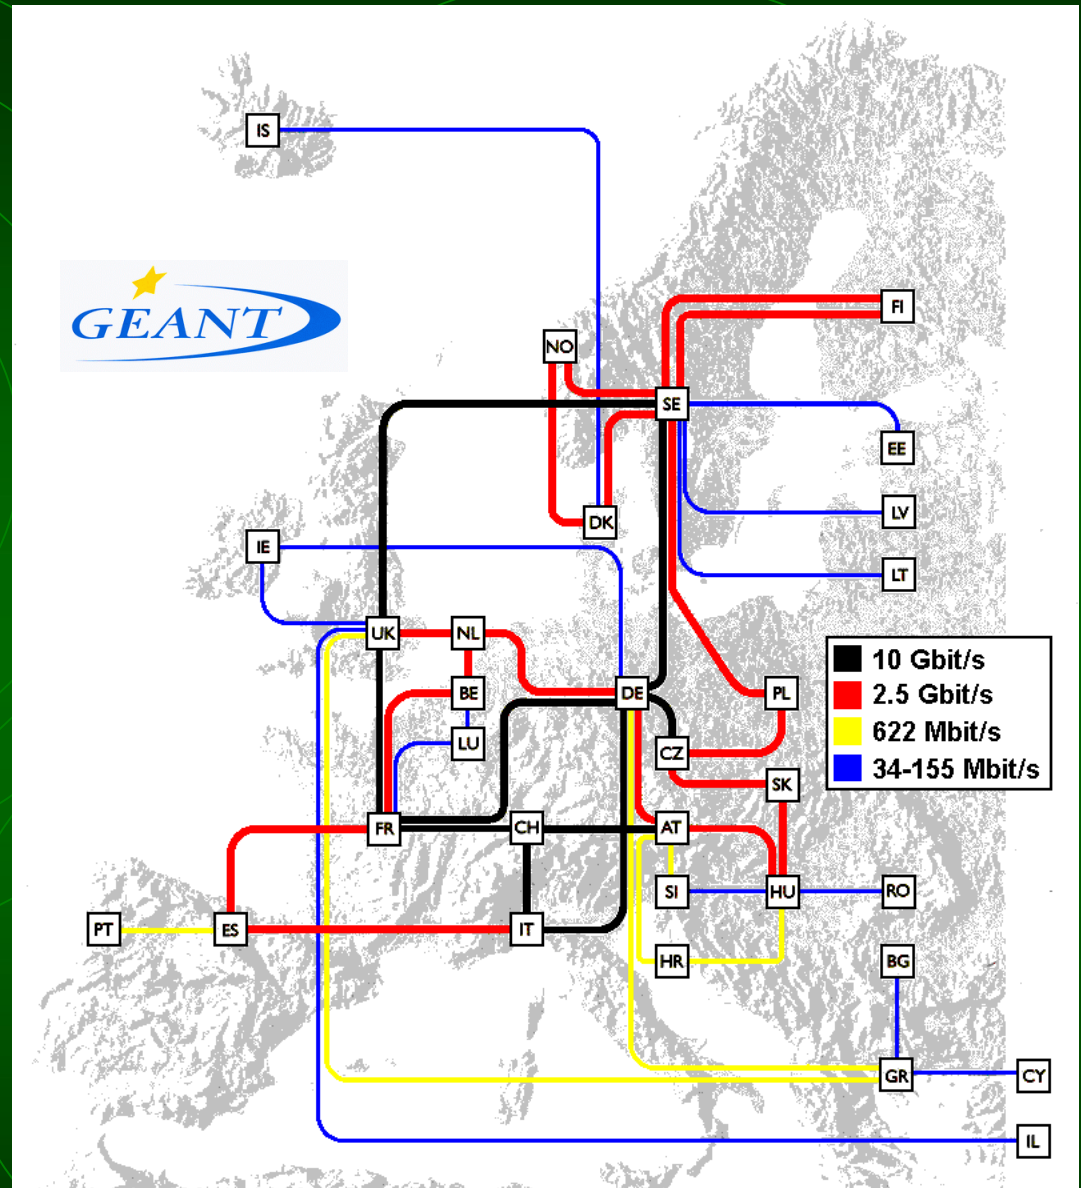 IS
GEANT
FI
NO
SE
EE
LV
DK
IE
LT
UK
NL
10 Gbit/s
BE
DE
PL
2.5 Gbit/s
622 Mbit/s
LU
CZ
34-155 Mbit/s
SK
FR
CH
AT
SI
HU
RO
PT
ES
IT
HR
BG
GR
CY
IL